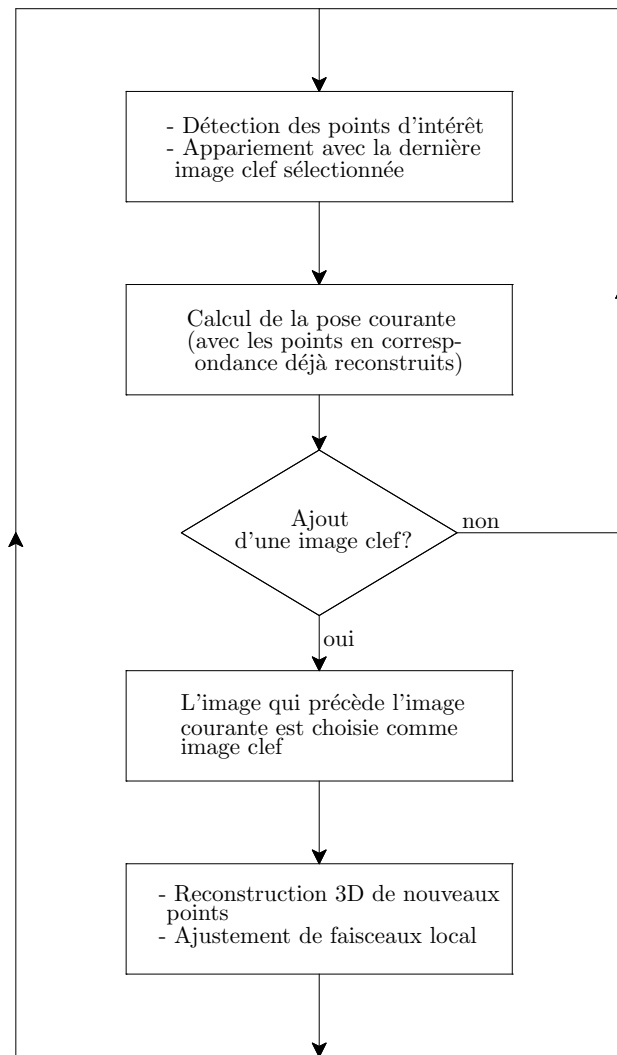 - Détection des points d'intérêt
- Appariement avec la dernière
image clef sélectionnée
Calcul de la pose courante
(avec les points en corresp-
ondance déjà reconstruits)
Ajout
d'une image clef?
non
oui
L'image qui précède l'image
courante est choisie comme
image clef
- Reconstruction 3D de nouveaux
points
- Ajustement de faisceaux local